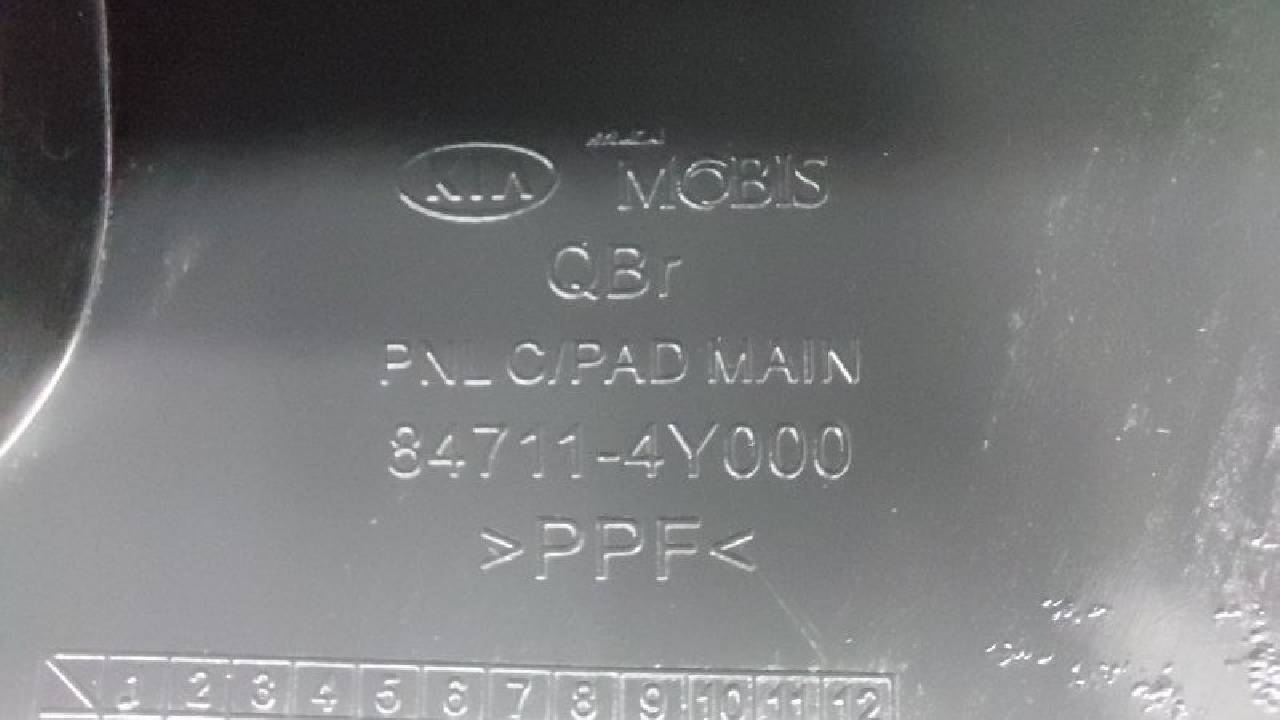 KIA MOBIS
QBr
PNL C/PAD MAIN
84711-4Y000
>PPF<
1 2 3 4 5 6 7 8 9 10 11 12